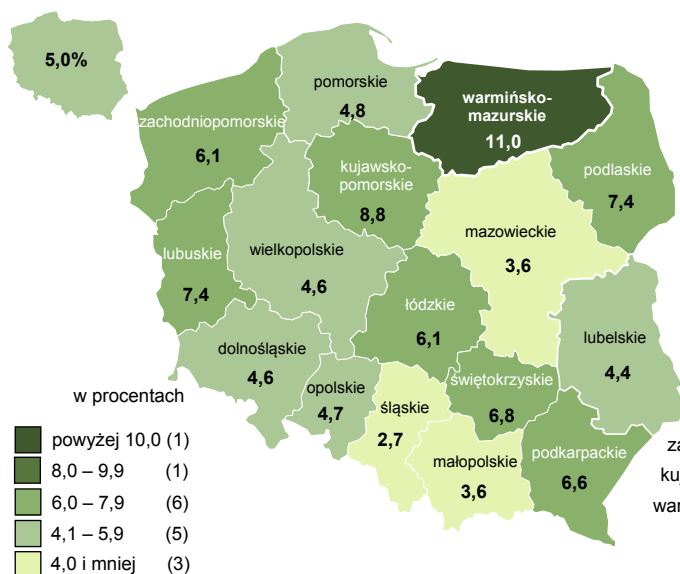 5,0%
pomorskie
4,8
warmińsko-
mazurskie
11,0
zachodniopomorskie
6,1
kujawsko-
pomorskie
8,8
podlaskie
7,4
mazowieckie
3,6
lubuskie
7,4
wielkopolskie
4,6
łódzkie
6,1
lubelskie
4,4
dolnośląskie
4,6
opolskie
4,7
śląskie
2,7
świętokrzyskie
6,8
małopolskie
3,6
podkarpackie
6,6
w procentach
powyżej 10,0 (1)
8,0 – 9,9 (1)
6,0 – 7,9 (6)
4,1 – 5,9 (5)
4,0 i mniej (3)
za
kuj
war